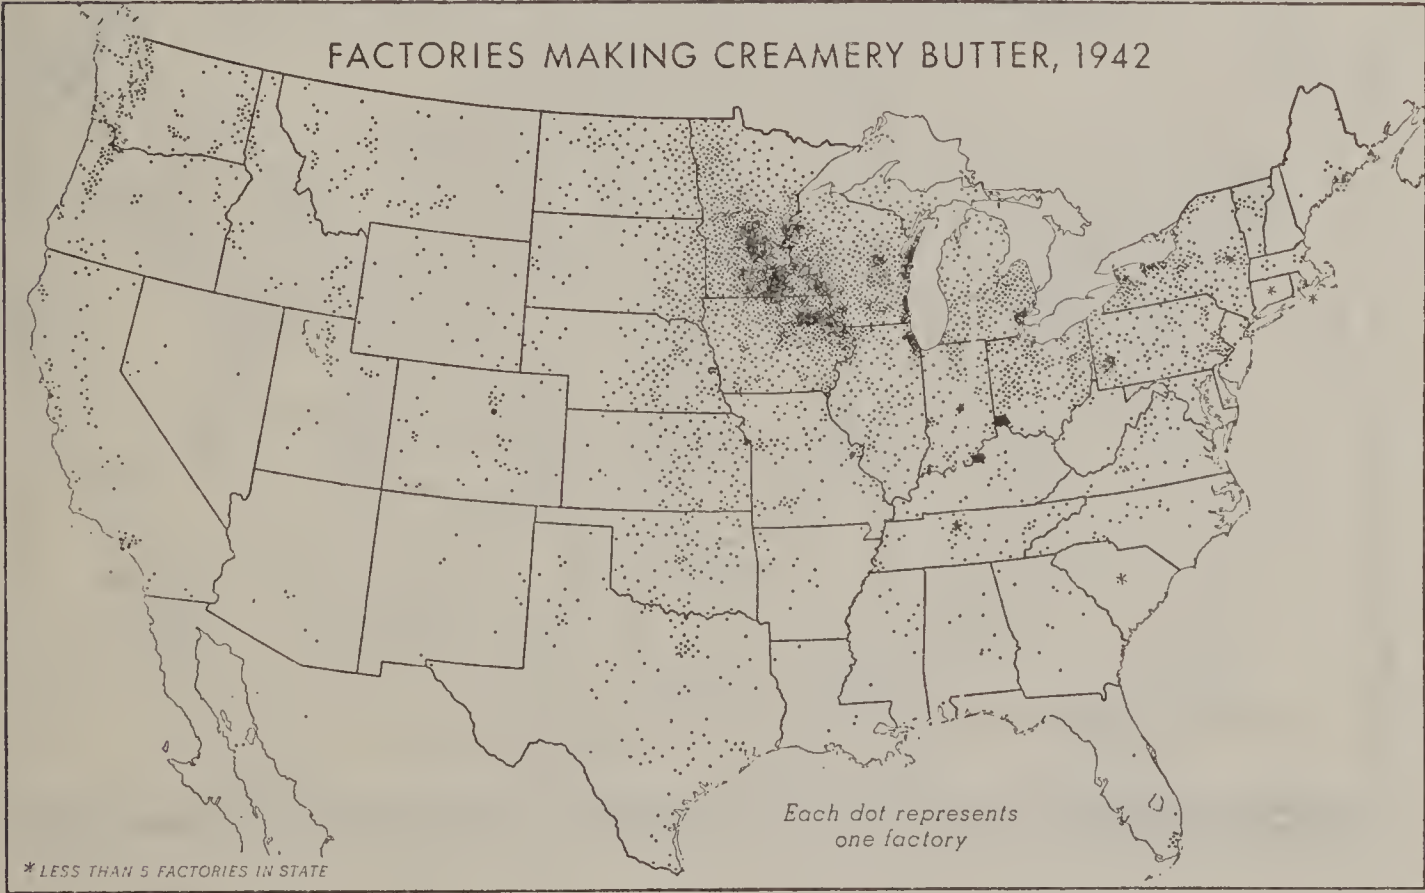 FACTORIES MAKING CREAMERY BUTTER, 1942
*
*
*
Each dot represents
one factory
* LESS THAN 5 FACTORIES IN STATE